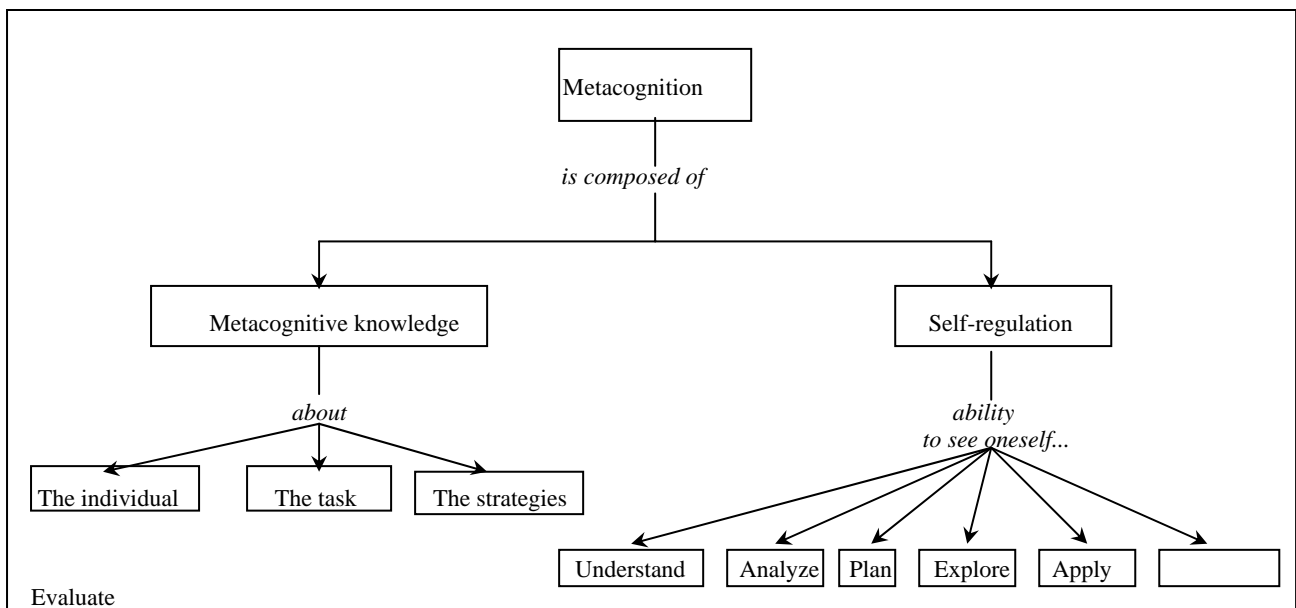 Metacognition
is composed of
Metacognitive knowledge
Self-regulation
about
ability
to see oneself...
The individual
The task
The strategies
Understand
Analyze
Plan
Explore
Apply
Evaluate